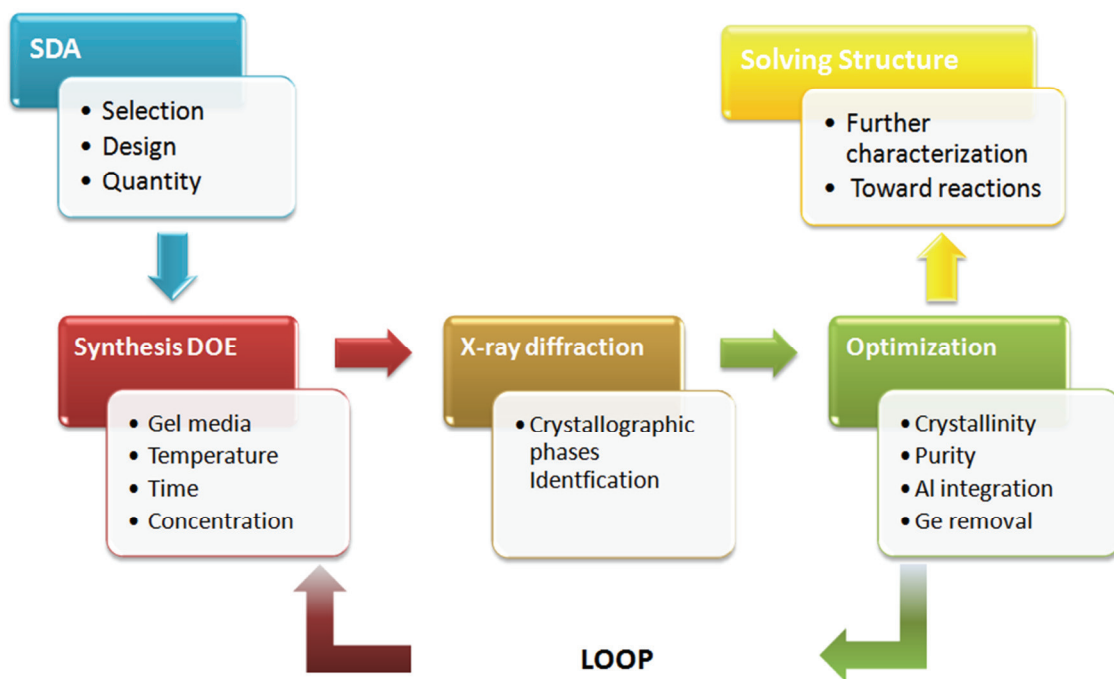 SDA
• Selection
• Design
• Quantity
Solving Structure
• Further
characterization
• Toward reactions
Synthesis DOE
• Gel media
• Temperature
• Time
• Concentration
X-ray diffraction
• Crystallographic
phases
Identfication
Optimization
• Crystallinity
• Purity
• Al integration
• Ge removal
LOOP